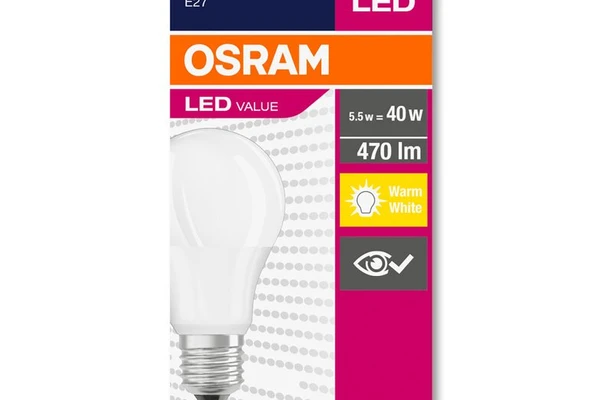 E27
LED
OSRAM
LED VALUE
5.5 w = 40 w
470 lm
Warm
White